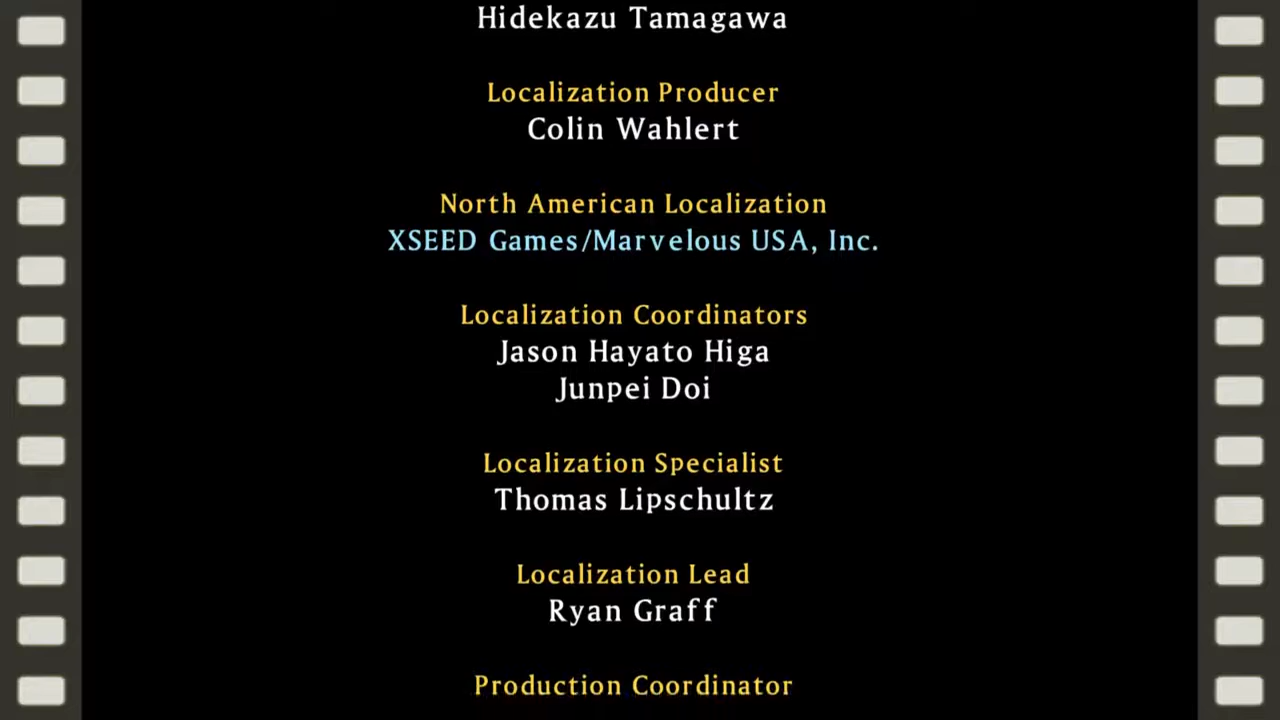 Hidekazu Tamagawa
Localization Producer
Colin Wahlert
North American Localization
XSEED Games/Marvelous USA, Inc.
Localization Coordinators
Jason Hayato Higa
Junpei Doi
Localization Specialist
Thomas Lipschultz
Localization Lead
Ryan Graff
Production Coordinator